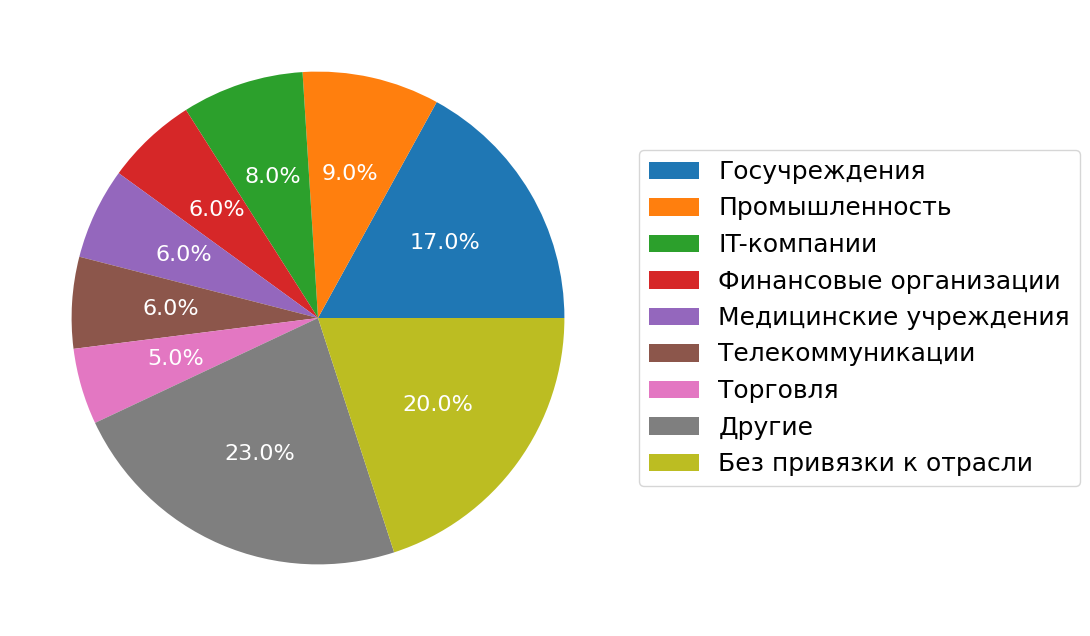 9.0%
8.0%
17.0%
6.0%
6.0%
6.0%
5.0%
20.0%
23.0%
Госучреждения
Промышленность
IT-компании
Финансовые организации
Медицинские учреждения
Телекоммуникации
Торговля
Другие
Без привязки к отрасли